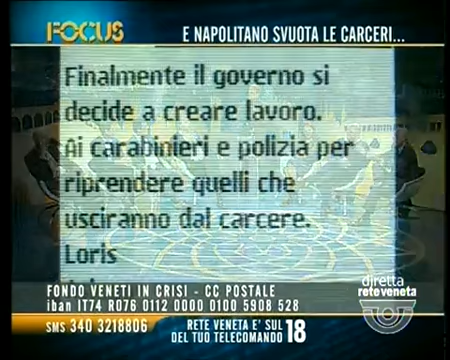 FOCUS
E NAPOLITANO SVUOTA LE CARCERI...
Finalmente il governo si
decide a creare lavoro.
Ai carabinieri e polizia per
riprendere quelli che
usciranno dal carcere.
Loris
FONDO VENETI IN CRISI - CC POSTALE
iban IT74 R076 0112 0000 0100 5908 528
diretta
reteveneta
SMS 340 3218806
RETE VENETA E' SUL
DEL TUO TELECOMANDO 18